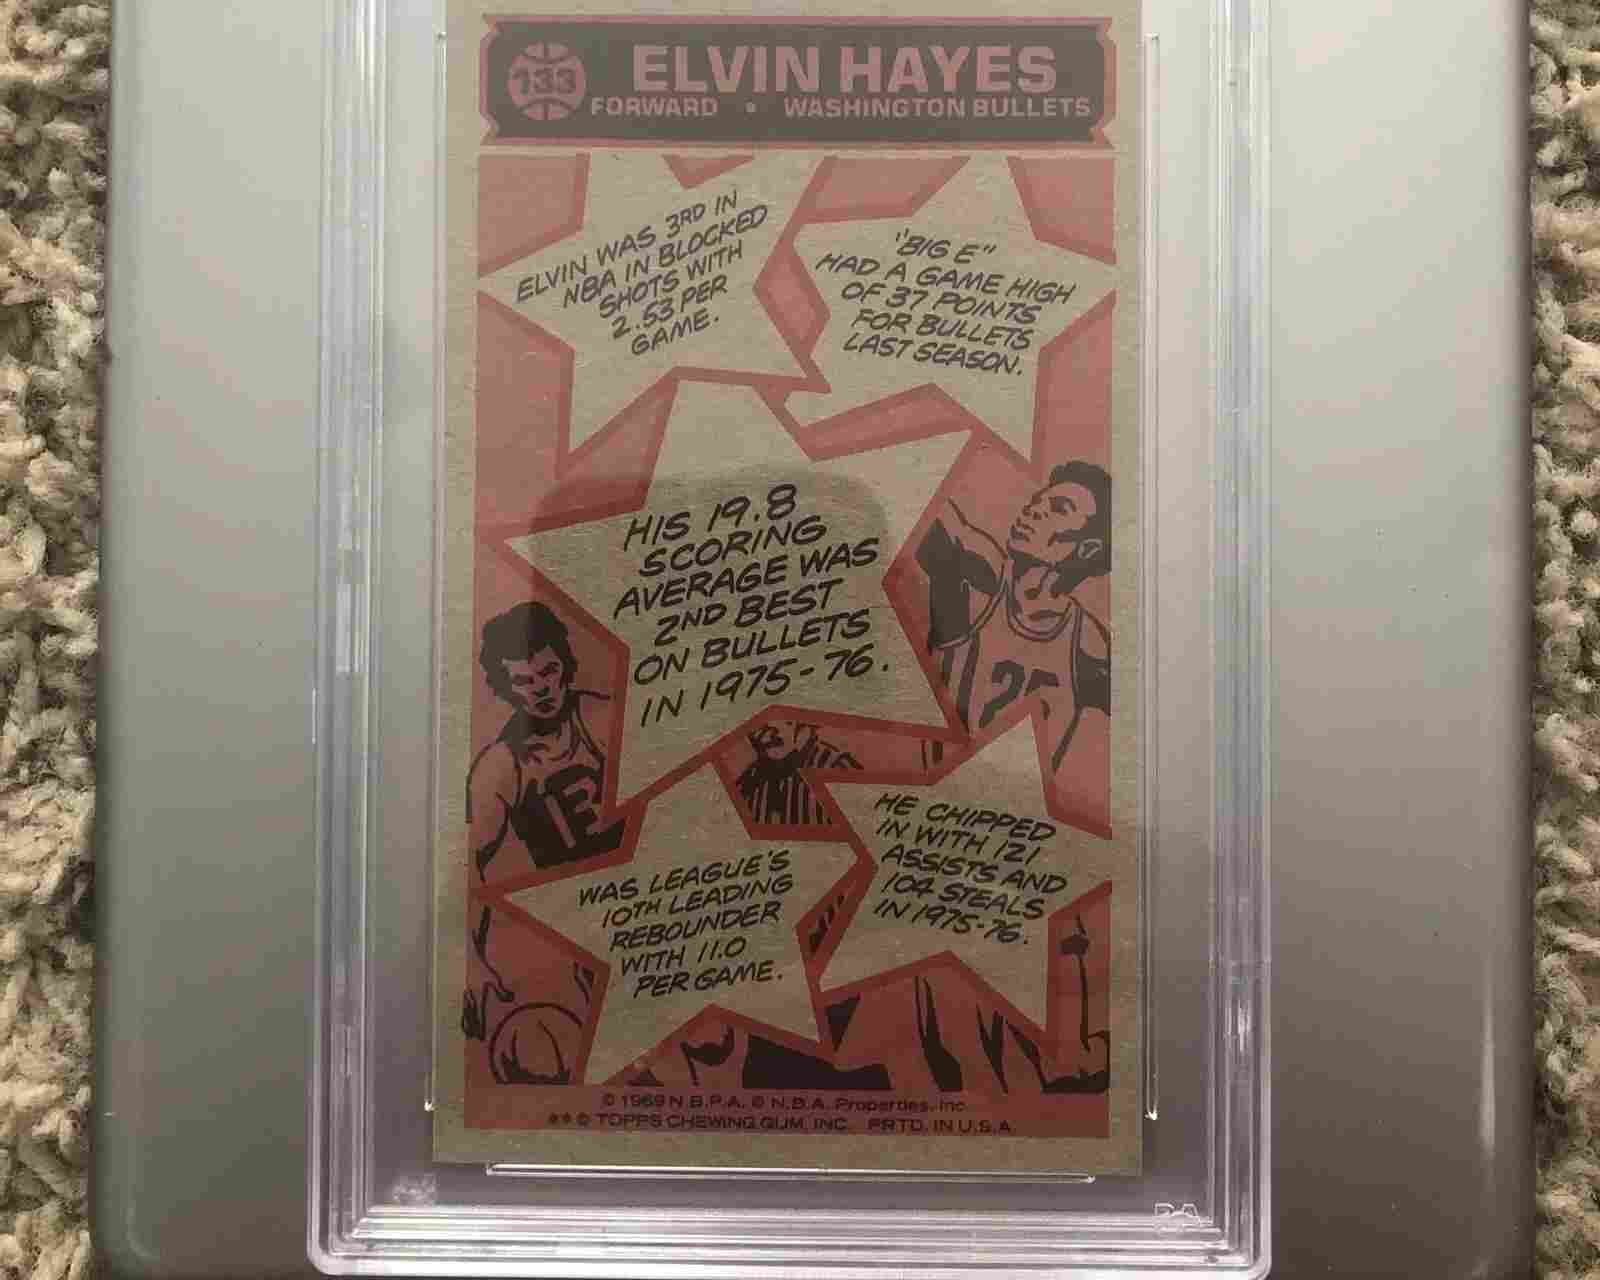 133
ELVIN HAYES
FORWARD • WASHINGTON BULLETS
ELVIN WAS 3RD IN
NBA IN BLOCKED
SHOTS WITH
2.53 PER
GAME.
"BIG E"
HAD A GAME HIGH
OF 37 POINTS
FOR BULLETS
LAST SEASON.
HIS 19.8
SCORING
AVERAGE WAS
2ND BEST
ON BULLETS
IN 1975-76.
WAS LEAGUE'S
10TH LEADING
REBOUNDER
WITH 11.0
PER GAME.
HE CHIPPED
IN WITH 121
ASSISTS AND
104 STEALS
IN 1975-76.
© 1969 N.B.P.A. © N.B.A. Properties, Inc.
** © TOPPS CHEWING GUM, INC. PRTD. IN U.S.A.